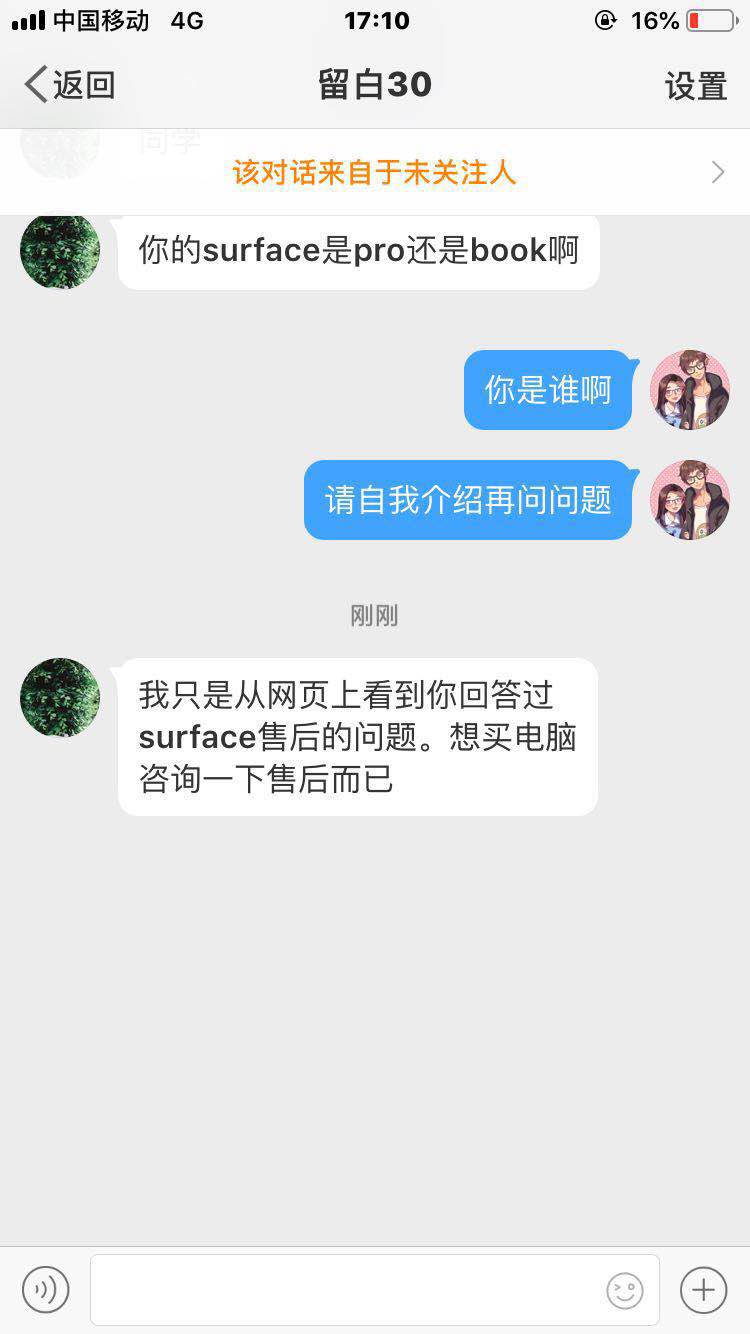 中国移动 4G 17:10 16%
返回 留白30 设置
同学
该对话来自于未关注人
你的surface是pro还是book啊
你是谁啊
请自我介绍再问问题
刚刚
我只是从网页上看到你回答过
surface售后的问题。想买电脑
咨询一下售后而已